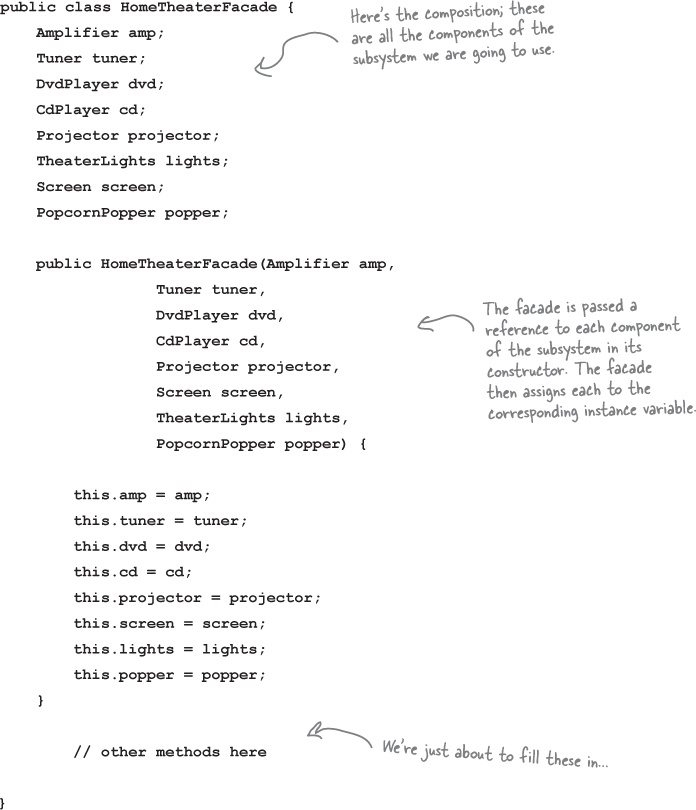 public class HomeTheaterFacade {
Amplifier amp;
Tuner tuner;
DvdPlayer dvd;
CdPlayer cd;
Projector projector;
TheaterLights lights;
Screen screen;
PopcornPopper popper;
Here's the composition; these
are all the components of the
subsystem we are going to use.
public HomeTheaterFacade(Amplifier amp,
Tuner tuner,
DvdPlayer dvd,
CdPlayer cd,
Projector projector,
Screen screen,
TheaterLights lights,
PopcornPopper popper) {
The facade is passed a
reference to each component
of the subsystem in its
constructor. The facade
then assigns each to the
corresponding instance variable.
this.amp = amp;
this.tuner = tuner;
this.dvd = dvd;
this.cd = cd;
this.projector = projector;
this.screen = screen;
this.lights = lights;
this.popper = popper;
}
// other methods here
We're just about to fill these in...
}